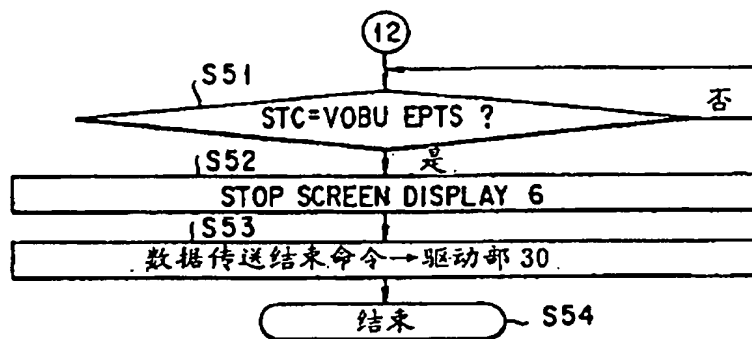 12
S51
STC=VOBU EPTS ?
否
是
S52
STOP SCREEN DISPLAY 6
S53
数据传送结束命令→驱动部 30
结束
S54